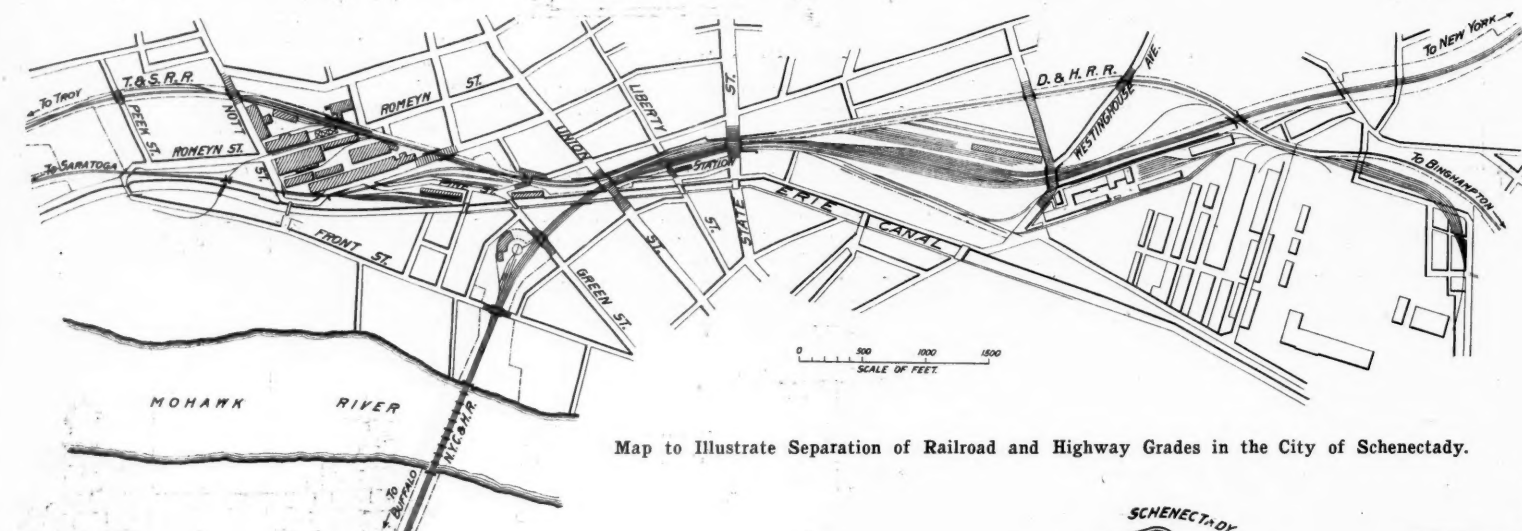 TO NEW YORK
T. & S. R. R.
TO TROY
PEEK ST.
NOTT
ST.
ROMEYN ST.
ROMEYN ST.
TO SARATOGA
UNION
ST.
LIBERTY
ST.
STATE
ST.
STATION
D. & H. R. R.
WESTINGHOUSE AVE.
TO BINGHAMPTON
ERIE CANAL
FRONT ST.
GREEN ST.
0 500 1000 1500
SCALE OF FEET.
MOHAWK RIVER
N.Y.C. & H.R.
TO BUFFALO
Map to Illustrate Separation of Railroad and Highway Grades in the City of Schenectady.
SCHENECTADY